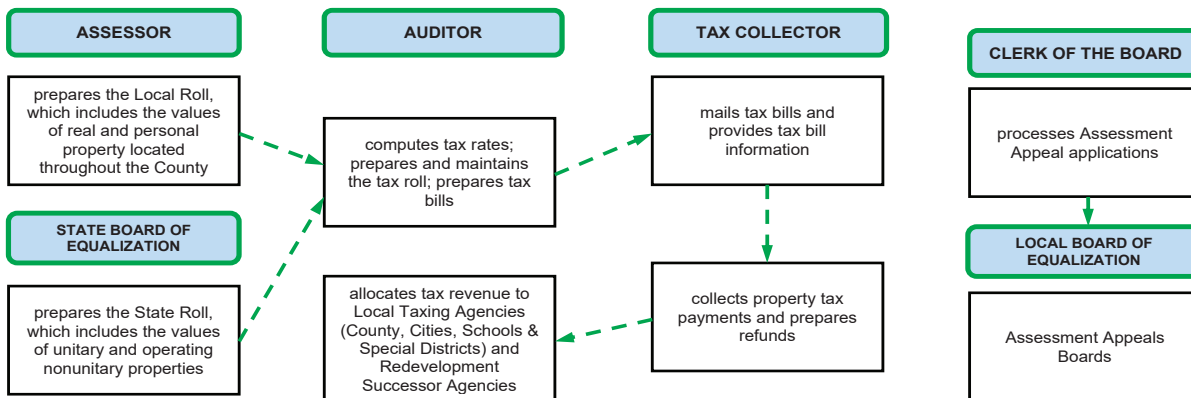 ASSESSOR
prepares the Local Roll,
which includes the values
of real and personal
property located
throughout the County
STATE BOARD OF
EQUALIZATION
prepares the State Roll,
which includes the values
of unitary and operating
nonunitary properties
AUDITOR
computes tax rates;
prepares and maintains
the tax roll; prepares tax
bills
allocates tax revenue to
Local Taxing Agencies
(County, Cities, Schools &
Special Districts) and
Redevelopment
Successor Agencies
TAX COLLECTOR
mails tax bills and
provides tax bill
information
collects property tax
payments and prepares
refunds
CLERK OF THE BOARD
processes Assessment
Appeal applications
LOCAL BOARD OF
EQUALIZATION
Assessment Appeals
Boards